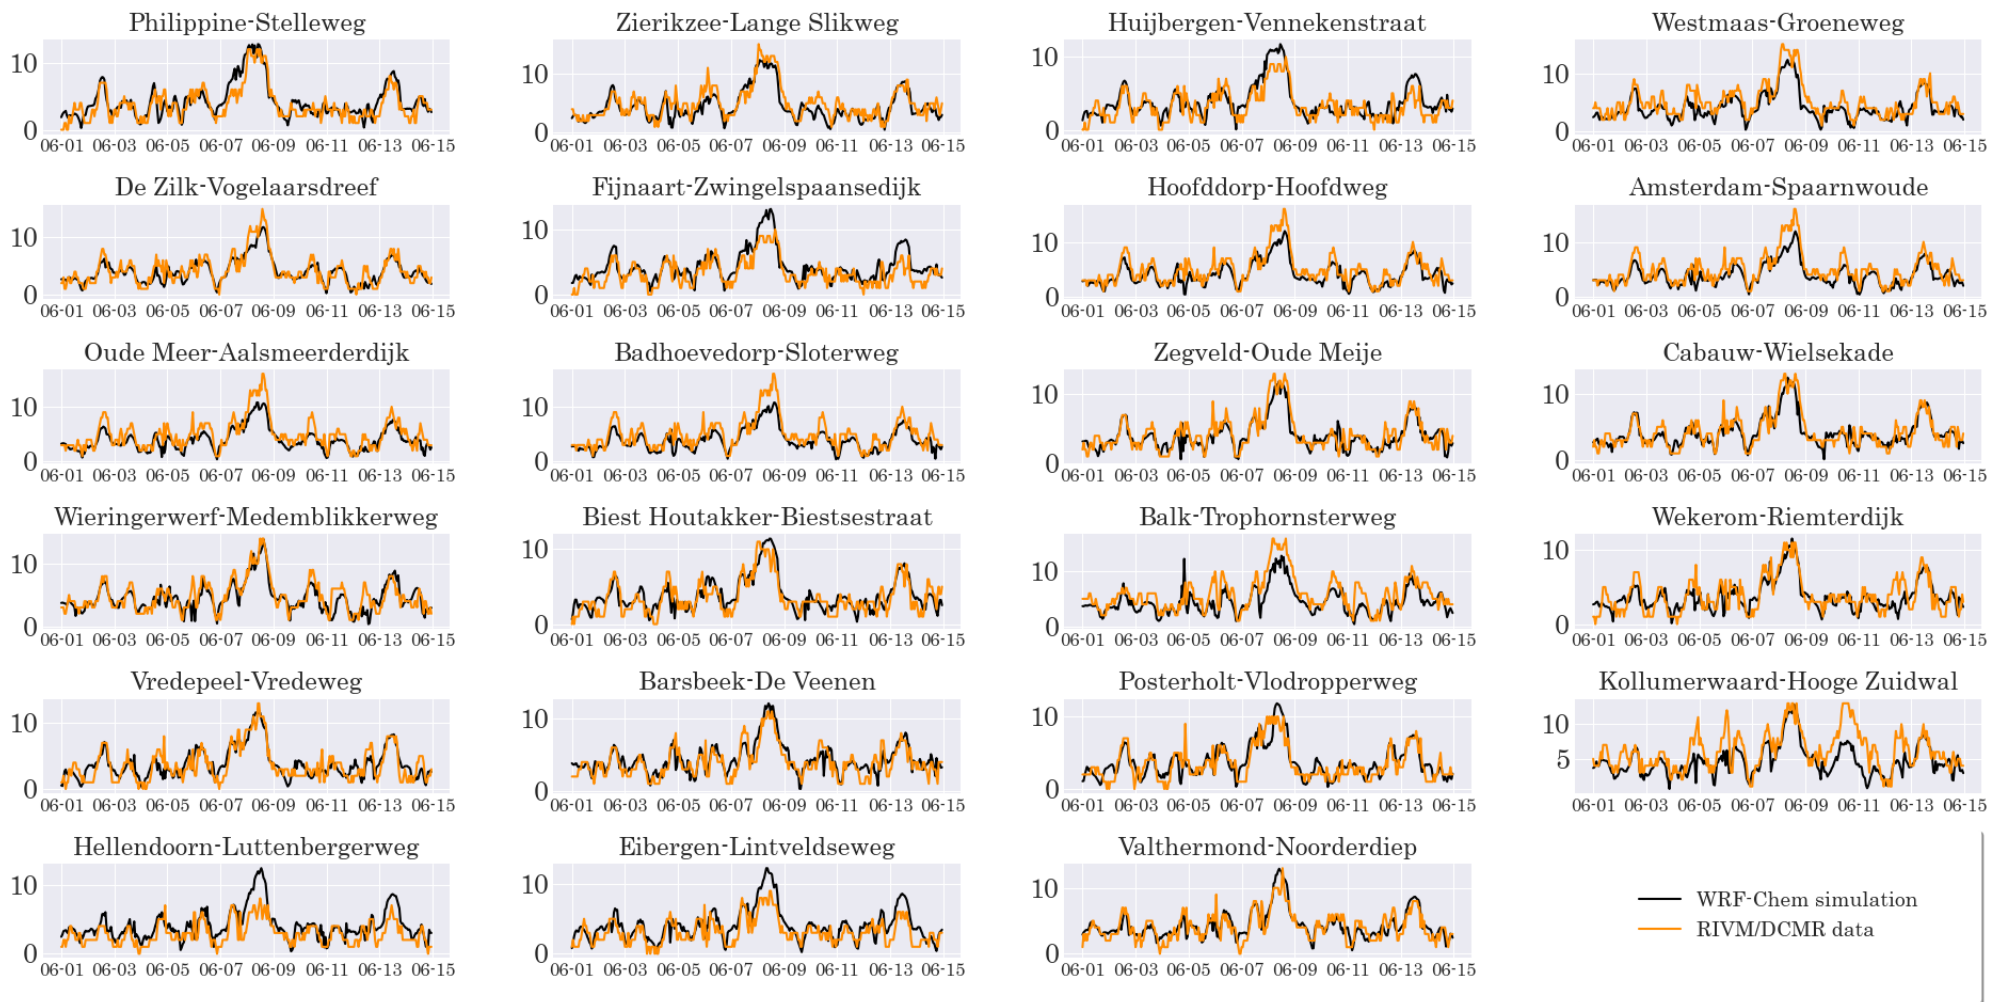 Philippine-Stelleweg
Zierikzee-Lange Slikweg
Huijbergen-Vennekenstraat
Westmaas-Groeneweg
10
0
06-01 06-03 06-05 06-07 06-09 06-11 06-13 06-15
10
0
06-01 06-03 06-05 06-07 06-09 06-11 06-13 06-15
10
0
06-01 06-03 06-05 06-07 06-09 06-11 06-13 06-15
10
0
06-01 06-03 06-05 06-07 06-09 06-11 06-13 06-15
De Zilk-Vogelaarsdreef
Fijnaart-Zwingelspaansedijk
Hoofddorp-Hoofdweg
Amsterdam-Spaarnwoude
10
0
06-01 06-03 06-05 06-07 06-09 06-11 06-13 06-15
10
0
06-01 06-03 06-05 06-07 06-09 06-11 06-13 06-15
10
0
06-01 06-03 06-05 06-07 06-09 06-11 06-13 06-15
10
0
06-01 06-03 06-05 06-07 06-09 06-11 06-13 06-15
Oude Meer-Aalsmeerderdijk
Badhoevedorp-Sloterweg
Zegveld-Oude Meije
Cabauw-Wielsekade
10
0
06-01 06-03 06-05 06-07 06-09 06-11 06-13 06-15
10
0
06-01 06-03 06-05 06-07 06-09 06-11 06-13 06-15
10
0
06-01 06-03 06-05 06-07 06-09 06-11 06-13 06-15
10
0
06-01 06-03 06-05 06-07 06-09 06-11 06-13 06-15
Wieringerwerf-Medemblikkerweg
Biest Houtakker-Biestsestraat
Balk-Trophornsterweg
Wekerom-Riemterdijk
10
0
06-01 06-03 06-05 06-07 06-09 06-11 06-13 06-15
10
0
06-01 06-03 06-05 06-07 06-09 06-11 06-13 06-15
10
0
06-01 06-03 06-05 06-07 06-09 06-11 06-13 06-15
10
0
06-01 06-03 06-05 06-07 06-09 06-11 06-13 06-15
Vredepeel-Vredeweg
Barsbeek-De Veenen
Posterholt-Vlodropperweg
Kollumerwaard-Hooge Zuidwal
10
0
06-01 06-03 06-05 06-07 06-09 06-11 06-13 06-15
10
0
06-01 06-03 06-05 06-07 06-09 06-11 06-13 06-15
10
0
06-01 06-03 06-05 06-07 06-09 06-11 06-13 06-15
10
5
06-01 06-03 06-05 06-07 06-09 06-11 06-13 06-15
Hellendoorn-Luttenbergerweg
Eibergen-Lintveldseweg
Valthermond-Noorderdiep
10
0
06-01 06-03 06-05 06-07 06-09 06-11 06-13 06-15
10
0
06-01 06-03 06-05 06-07 06-09 06-11 06-13 06-15
10
0
06-01 06-03 06-05 06-07 06-09 06-11 06-13 06-15
WRF-Chem simulation
RIVM/DCMR data